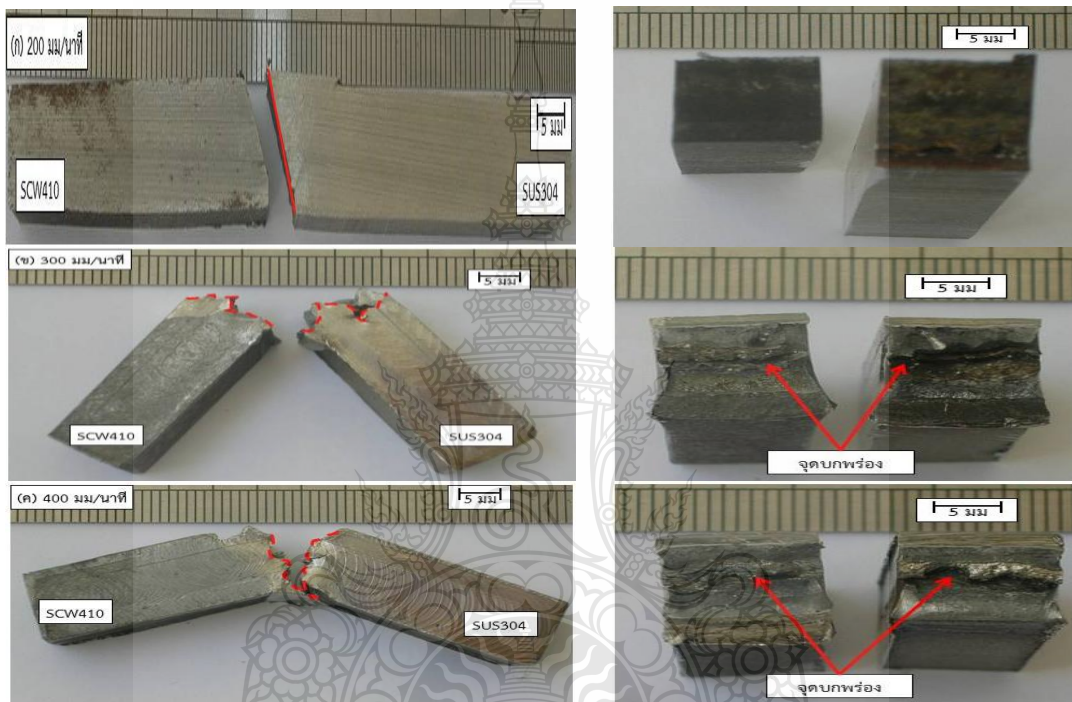 (ก) 200 มม/นาที
5 มม
SCW410
SUS304
5 มม
(ข) 300 มม/นาที
5 มม
SCW410
SUS304
5 มม
จุดบกพร่อง
(ค) 400 มม/นาที
5 มม
SCW410
SUS304
5 มม
จุดบกพร่อง